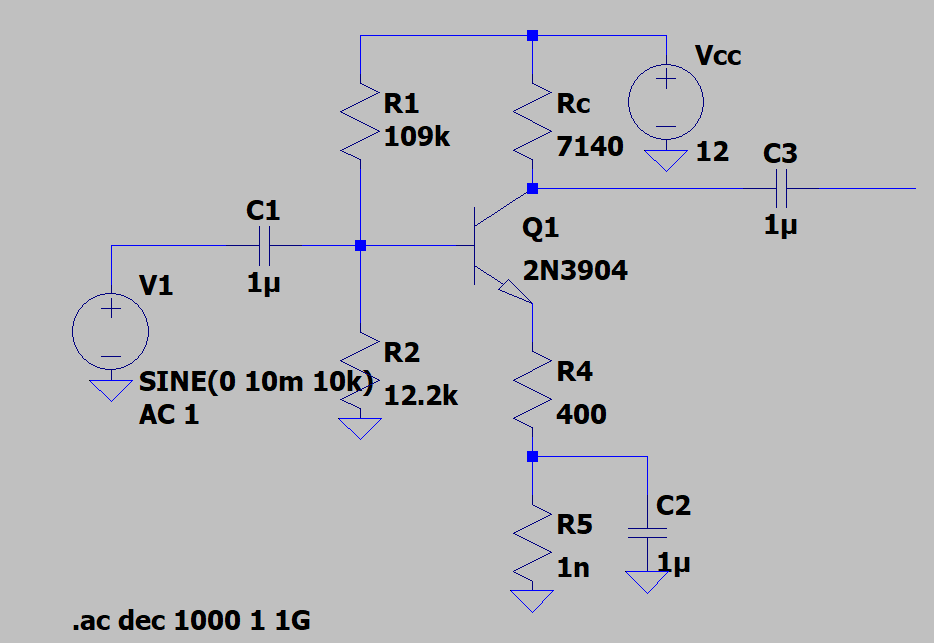 Vcc
R1
109k
Rc
7140
12
C3
1µ
C1
1µ
Q1
2N3904
V1
SINE(0 10m 10k)
AC 1
R2
12.2k
R4
400
C2
1µ
R5
1n
.ac dec 1000 1 1G